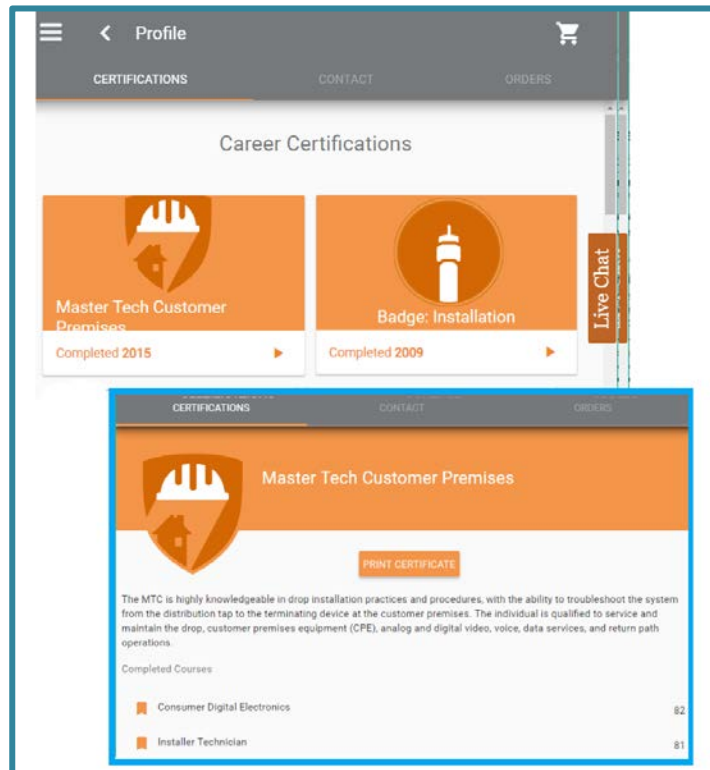 Profile
CERTIFICATIONS CONTACT ORDERS
Career Certifications
Master Tech Customer
Premises
Completed 2015
Badge: Installation
Completed 2009
Live Chat
CERTIFICATIONS CONTACT ORDERS
Master Tech Customer Premises
PRINT CERTIFICATE
The MTC is highly knowledgeable in drop installation practices and procedures, with the ability to troubleshoot the system
from the distribution tap to the terminating device at the customer premises. The individual is qualified to service and
maintain the drop, customer premises equipment (CPE), analog and digital video, voice, data services, and return path
operations.
Completed Courses
Consumer Digital Electronics 82
Installer Technician 81